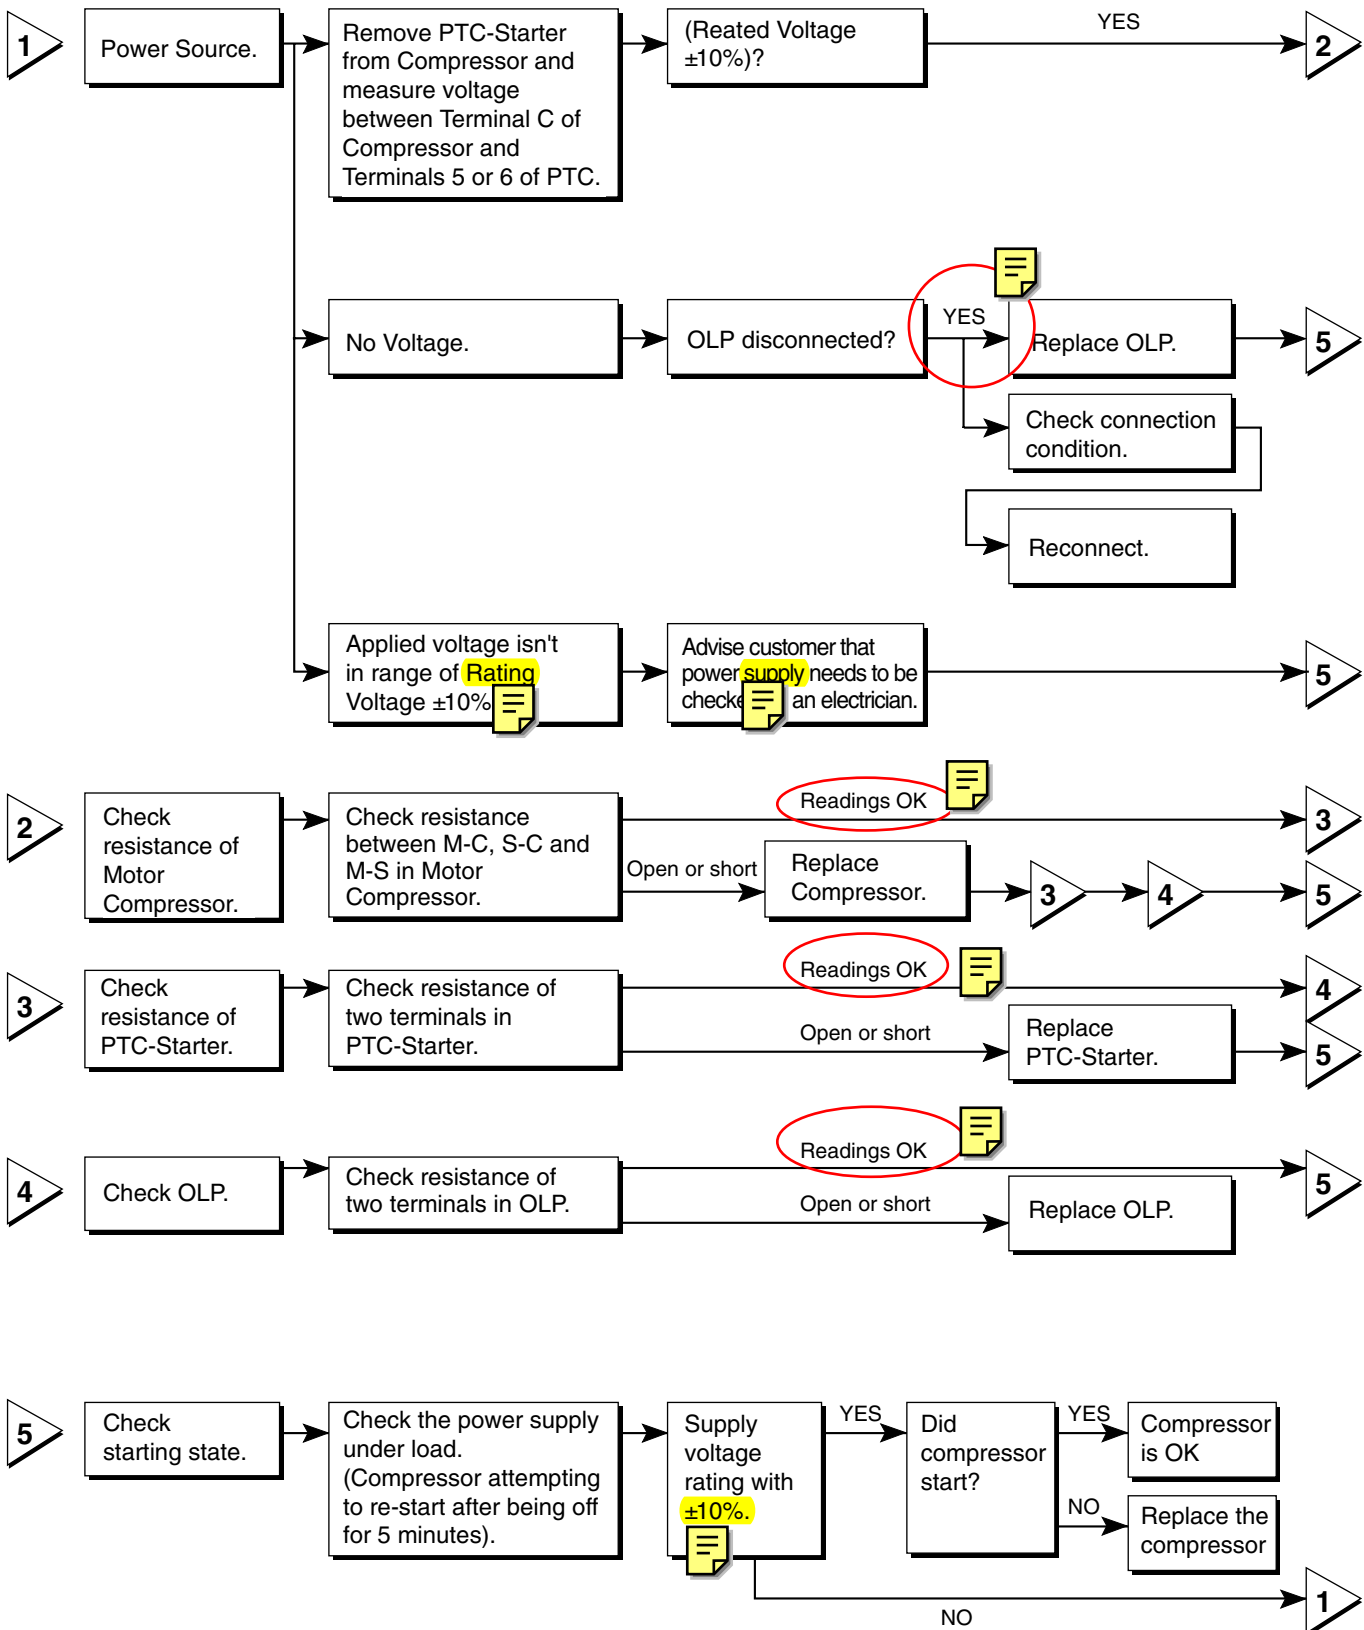 1
Power Source.
Remove PTC-Starter
from Compressor and
measure voltage
between Terminal C of
Compressor and
Terminals 5 or 6 of PTC.
(Reated Voltage
±10%)?
YES
2
No Voltage.
OLP disconnected?
YES
Replace OLP.
5
Check connection
condition.
Reconnect.
Applied voltage isn't
in range of Rating
Voltage ±10%
Advise customer that
power supply needs to be
an electrician.
5
2
Check
resistance of
Motor
Compressor.
Check resistance
between M-C, S-C and
M-S in Motor
Compressor.
Readings OK
3
Open or short
Replace
Compressor.
3
4
5
3
Check
resistance of
PTC-Starter.
Check resistance of
two terminals in
PTC-Starter.
Readings OK
4
Open or short
Replace
PTC-Starter.
5
4
Check OLP.
Check resistance of
two terminals in OLP.
Readings OK
5
Open or short
Replace OLP.
5
Check
starting state.
Check the power supply
under load.
(Compressor attempting
to re-start after being off
for 5 minutes).
Supply
voltage
rating with
±10%.
YES
Did
compressor
start?
YES
Compressor
is OK
NO
Replace the
compressor
NO
1